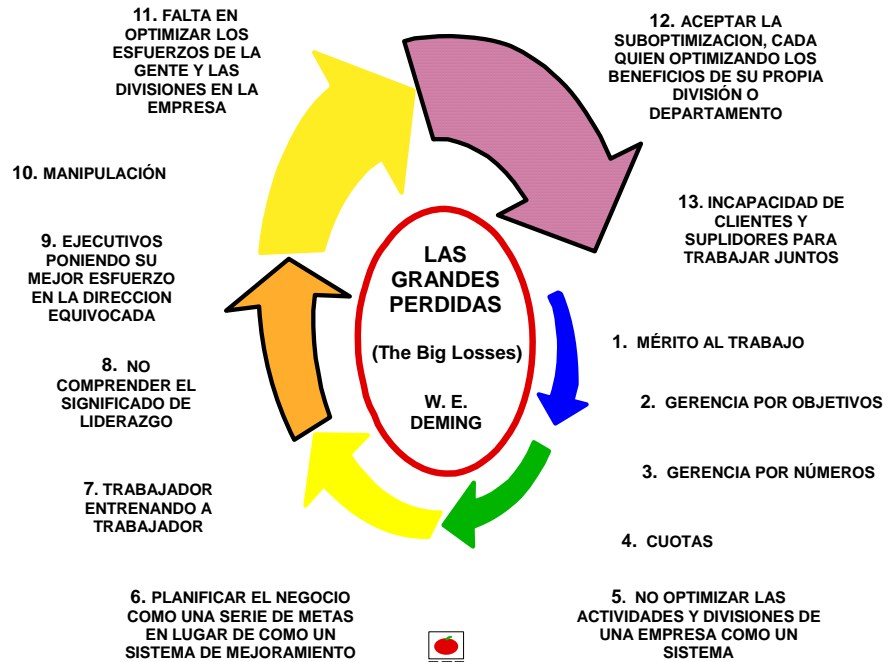 LAS
GRANDES
PERDIDAS
(The Big Losses)
W. E.
DEMING
1. MÉRITO AL TRABAJO
2. GERENCIA POR OBJETIVOS
3. GERENCIA POR NÚMEROS
4. CUOTAS
5. NO OPTIMIZAR LAS
ACTIVIDADES Y DIVISIONES DE
UNA EMPRESA COMO UN
SISTEMA
6. PLANIFICAR EL NEGOCIO
COMO UNA SERIE DE METAS
EN LUGAR DE COMO UN
SISTEMA DE MEJORAMIENTO
7. TRABAJADOR
ENTRENANDO A
TRABAJADOR
8. NO
COMPRENDER EL
SIGNIFICADO DE
LIDERAZGO
9. EJECUTIVOS
PONIENDO SU
MEJOR ESFUERZO
EN LA DIRECCION
EQUIVOCADA
10. MANIPULACIÓN
11. FALTA EN
OPTIMIZAR LOS
ESFUERZOS DE LA
GENTE Y LAS
DIVISIONES EN LA
EMPRESA
12. ACEPTAR LA
SUBOPTIMIZACION, CADA
QUIEN OPTIMIZANDO LOS
BENEFICIOS DE SU PROPIA
DIVISIÓN O
DEPARTAMENTO
13. INCAPACIDAD DE
CLIENTES Y
SUPLIDORES PARA
TRABAJAR JUNTOS